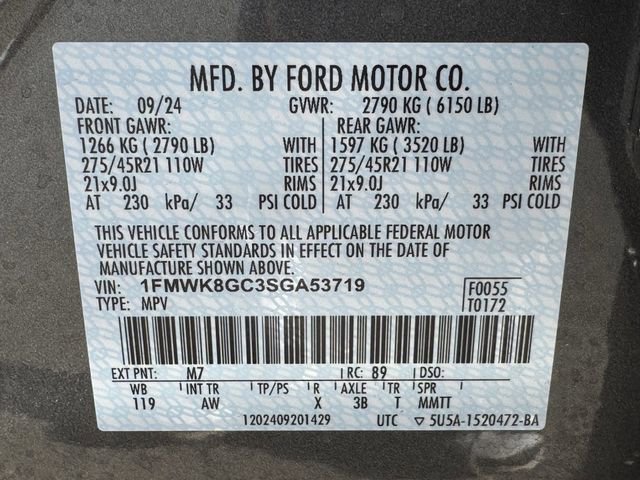 MFD. BY FORD MOTOR CO.
DATE: 09/24 GVWR: 2790 KG ( 6150 LB)
FRONT GAWR: REAR GAWR:
1266 KG ( 2790 LB) WITH 1597 KG ( 3520 LB) WITH
275/45R21 110W TIRES 275/45R21 110W TIRES
21x9.0J RIMS 21x9.0J RIMS
AT 230 kPa/ 33 PSI COLD AT 230 kPa/ 33 PSI COLD
THIS VEHICLE CONFORMS TO ALL APPLICABLE FEDERAL MOTOR
VEHICLE SAFETY STANDARDS IN EFFECT ON THE DATE OF
MANUFACTURE SHOWN ABOVE.
VIN: 1FMWK8GC3SGA53719 F0055
TYPE: MPV T0172
EXT PNT: M7 RC: 89 DSO:
WB INT TR TP/PS R AXLE TR SPR
119 AW X 3B T MMTT
1202409201429 UTC ▽ 5U5A-1520472-BA